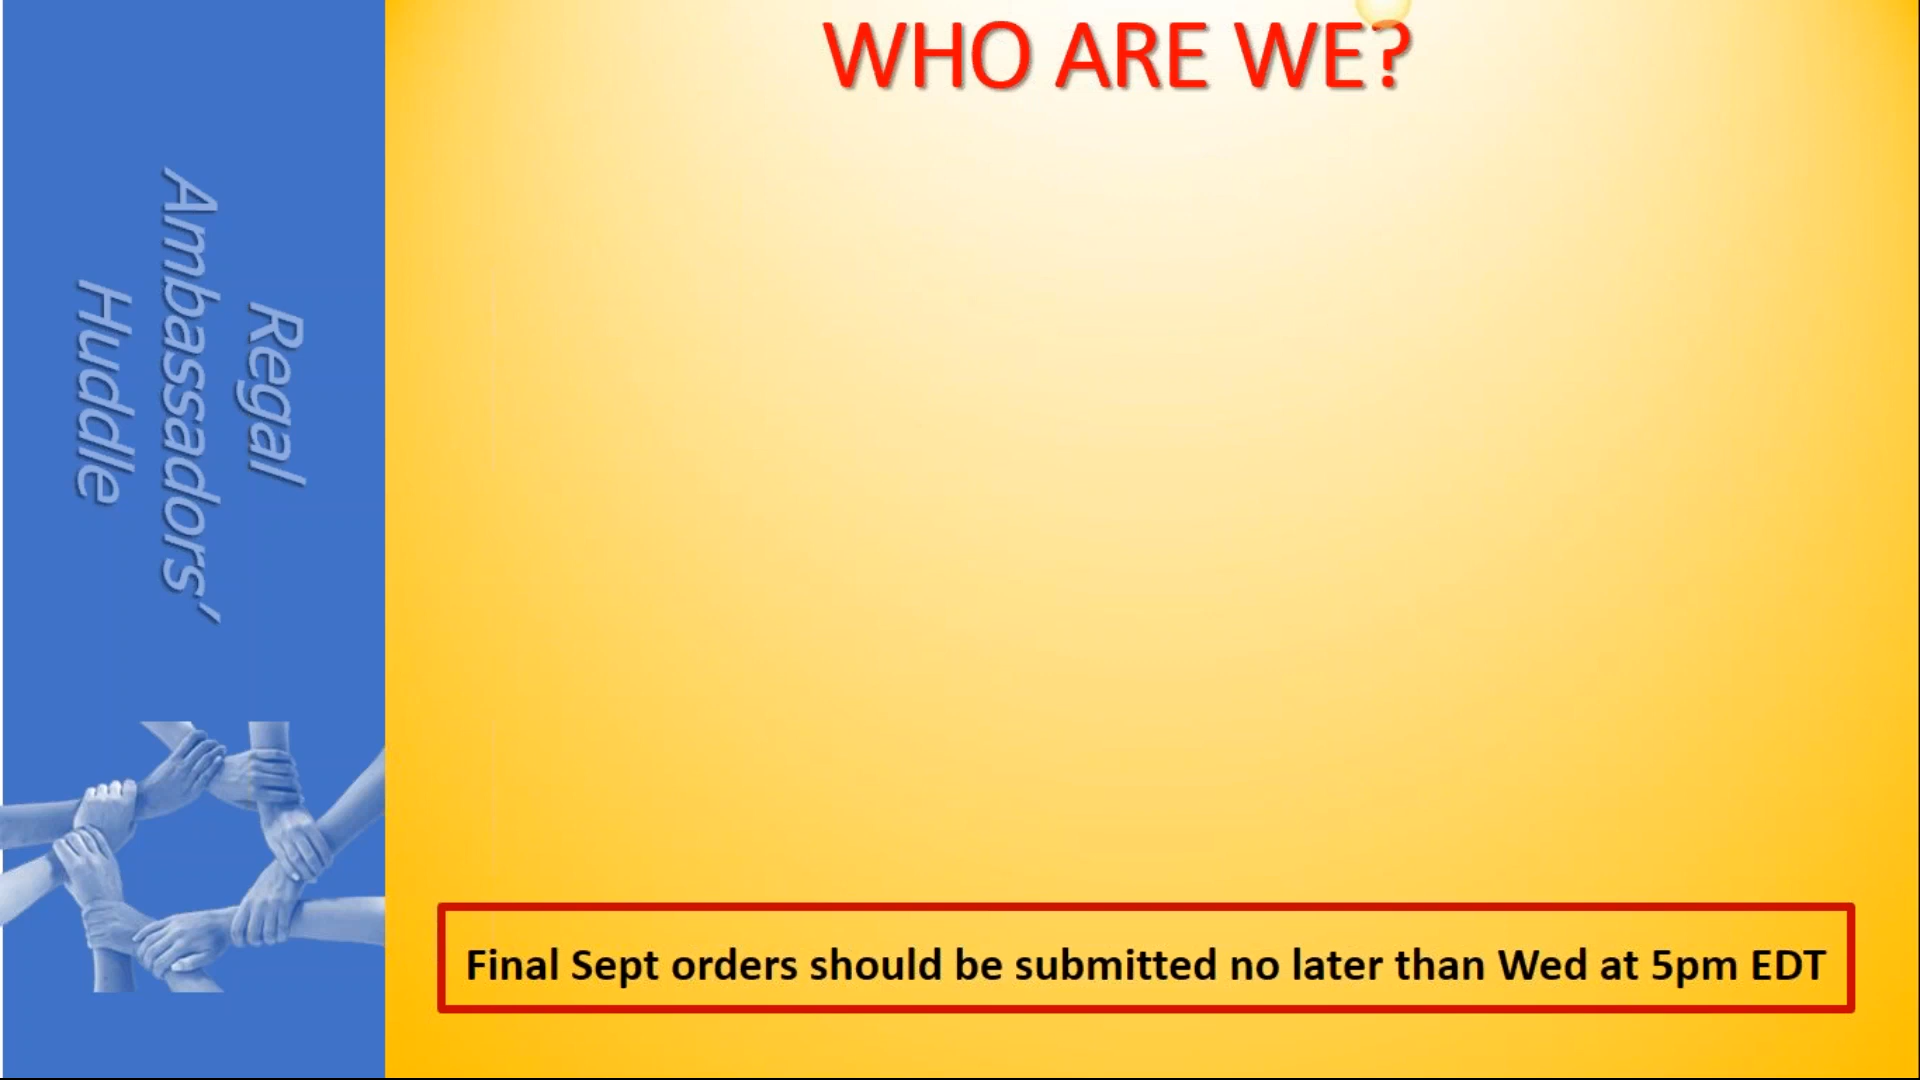 WHO ARE WE?
Regal
Ambassadors'
Huddle
Final Sept orders should be submitted no later than Wed at 5pm EDT